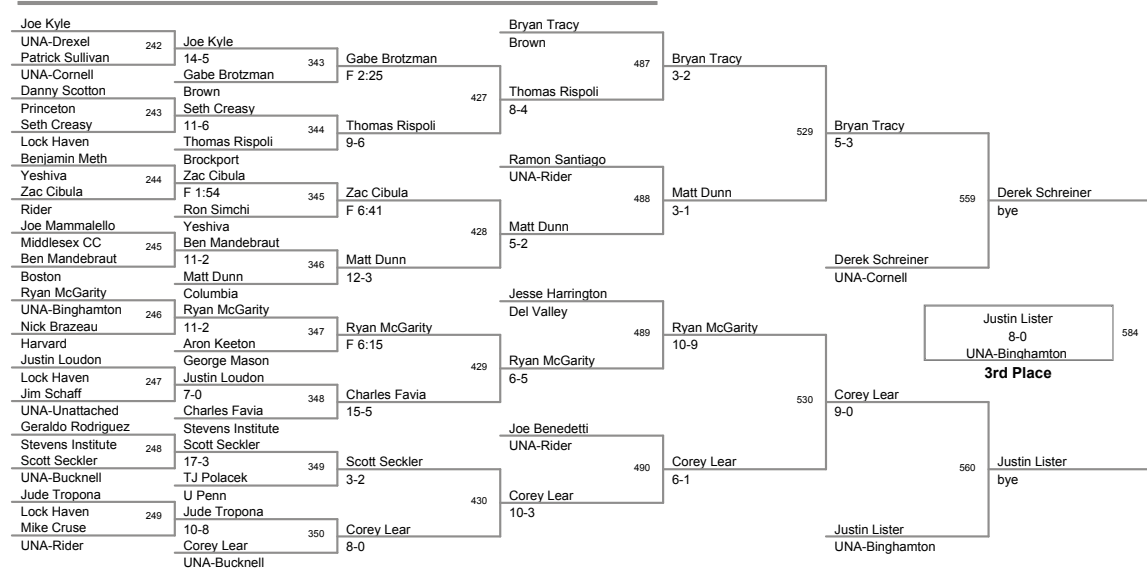 Joe Kyle
UNA-Drexel
242
Patrick Sullivan
UNA-Cornell
Danny Scotton
Princeton
243
Seth Creasy
Lock Haven
Benjamin Meth
Yeshiva
244
Zac Cibula
Rider
Joe Mammalello
Middlesex CC
245
Ben Mandebraut
Boston
Ryan McGarity
UNA-Binghamton
246
Nick Brazeau
Harvard
Justin Loudon
Lock Haven
247
Jim Schaff
UNA-Unattached
Geraldo Rodriguez
Stevens Institute
248
Scott Seckler
UNA-Bucknell
Jude Tropona
Lock Haven
249
Mike Cruse
UNA-Rider
Joe Kyle
14-5
343
Gabe Brotzman
Brown
Seth Creasy
11-6
344
Thomas Rispoli
Brockport
Zac Cibula
F 1:54
345
Ron Simchi
Yeshiva
Ben Mandebraut
11-2
346
Matt Dunn
Columbia
Ryan McGarity
11-2
347
Aron Keeton
George Mason
Justin Loudon
7-0
348
Charles Favia
Stevens Institute
Scott Seckler
17-3
349
TJ Polacek
U Penn
Jude Tropona
10-8
350
Corey Lear
UNA-Bucknell
Gabe Brotzman
F 2:25
427
Thomas Rispoli
9-6
Zac Cibula
F 6:41
428
Matt Dunn
12-3
Ryan McGarity
F 6:15
429
Charles Favia
15-5
Scott Seckler
3-2
430
Corey Lear
8-0
Bryan Tracy
Brown
487
Thomas Rispoli
8-4
Ramon Santiago
UNA-Rider
488
Matt Dunn
5-2
Jesse Harrington
Del Valley
489
Ryan McGarity
6-5
Joe Benedetti
UNA-Rider
490
Corey Lear
10-3
Bryan Tracy
3-2
529
Matt Dunn
3-1
Ryan McGarity
10-9
530
Corey Lear
6-1
Bryan Tracy
5-3
559
Derek Schreiner
UNA-Cornell
Corey Lear
9-0
560
Justin Lister
UNA-Binghamton
Derek Schreiner
bye
Justin Lister
8-0
584
UNA-Binghamton
3rd Place
Justin Lister
bye